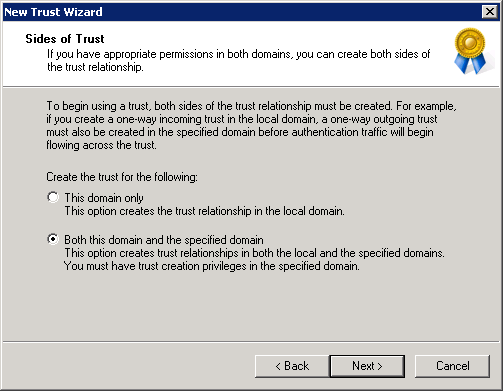 New Trust Wizard
Sides of Trust
If you have appropriate permissions in both domains, you can create both sides of
the trust relationship.
To begin using a trust, both sides of the trust relationship must be created. For example,
if you create a one-way incoming trust in the local domain, a one-way outgoing trust
must also be created in the specified domain before authentication traffic will begin
flowing across the trust.
Create the trust for the following:
This domain only
This option creates the trust relationship in the local domain.
Both this domain and the specified domain
This option creates trust relationships in both the local and the specified domains.
You must have trust creation privileges in the specified domain.
< Back Next > Cancel